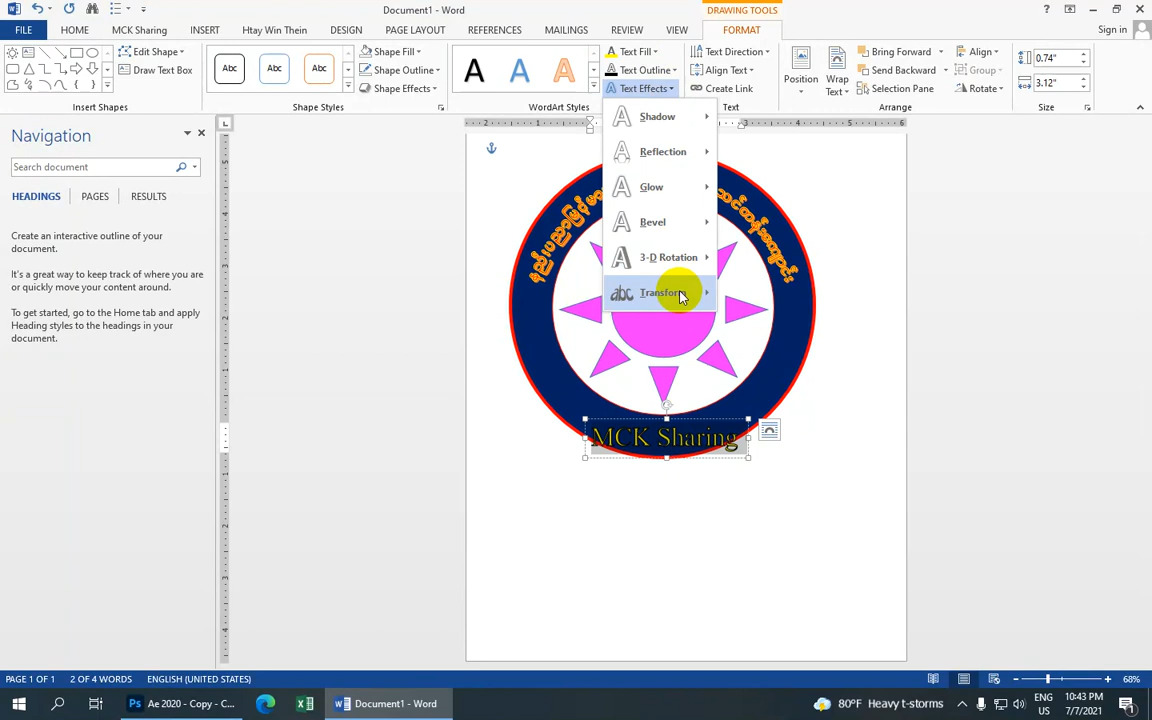 Document1 - Word
DRAWING TOOLS
Sign in
FILE HOME MCK Sharing INSERT Htay Win Thein DESIGN PAGE LAYOUT REFERENCES MAILINGS REVIEW VIEW FORMAT
Edit Shape
Draw Text Box
Insert Shapes
Abc Abc Abc
Shape Fill
Shape Outline
Shape Effects
Shape Styles
A A A
WordArt Styles
Text Fill
Text Outline
Text Effects
Text Direction
Align Text
Create Link
Text
Position
Wrap Text
Bring Forward
Send Backward
Selection Pane
Align
Group
Rotate
Arrange
0.74"
3.12"
Size
Shadow
Reflection
Glow
Bevel
3-D Rotation
abc Transform
Navigation
Search document
HEADINGS PAGES RESULTS
Create an interactive outline of your
document.
It's a great way to keep track of where you are
or quickly move your content around.
To get started, go to the Home tab and apply
Heading styles to the headings in your
document.
MCK Sharing
PAGE 1 OF 1 2 OF 4 WORDS ENGLISH (UNITED STATES) 68%
Ae 2020 - Copy - C...
Document1 - Word
80°F Heavy t-storms
ENG
US
10:43 PM
7/7/2021